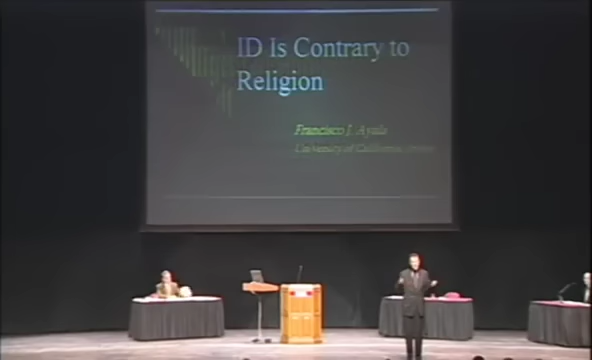 ID Is Contrary to
Religion
Francisco J. Ayala
University of California, Irvine